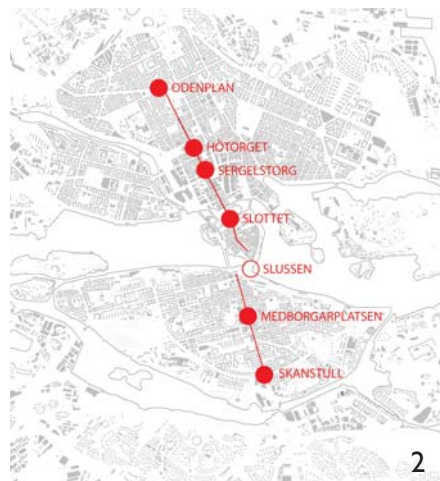 ODENPLAN
HÖTORGET
SERGELSTORG
SLOTTET
SLUSSEN
MEDBORGARPLATSEN
SKANSTULL
2